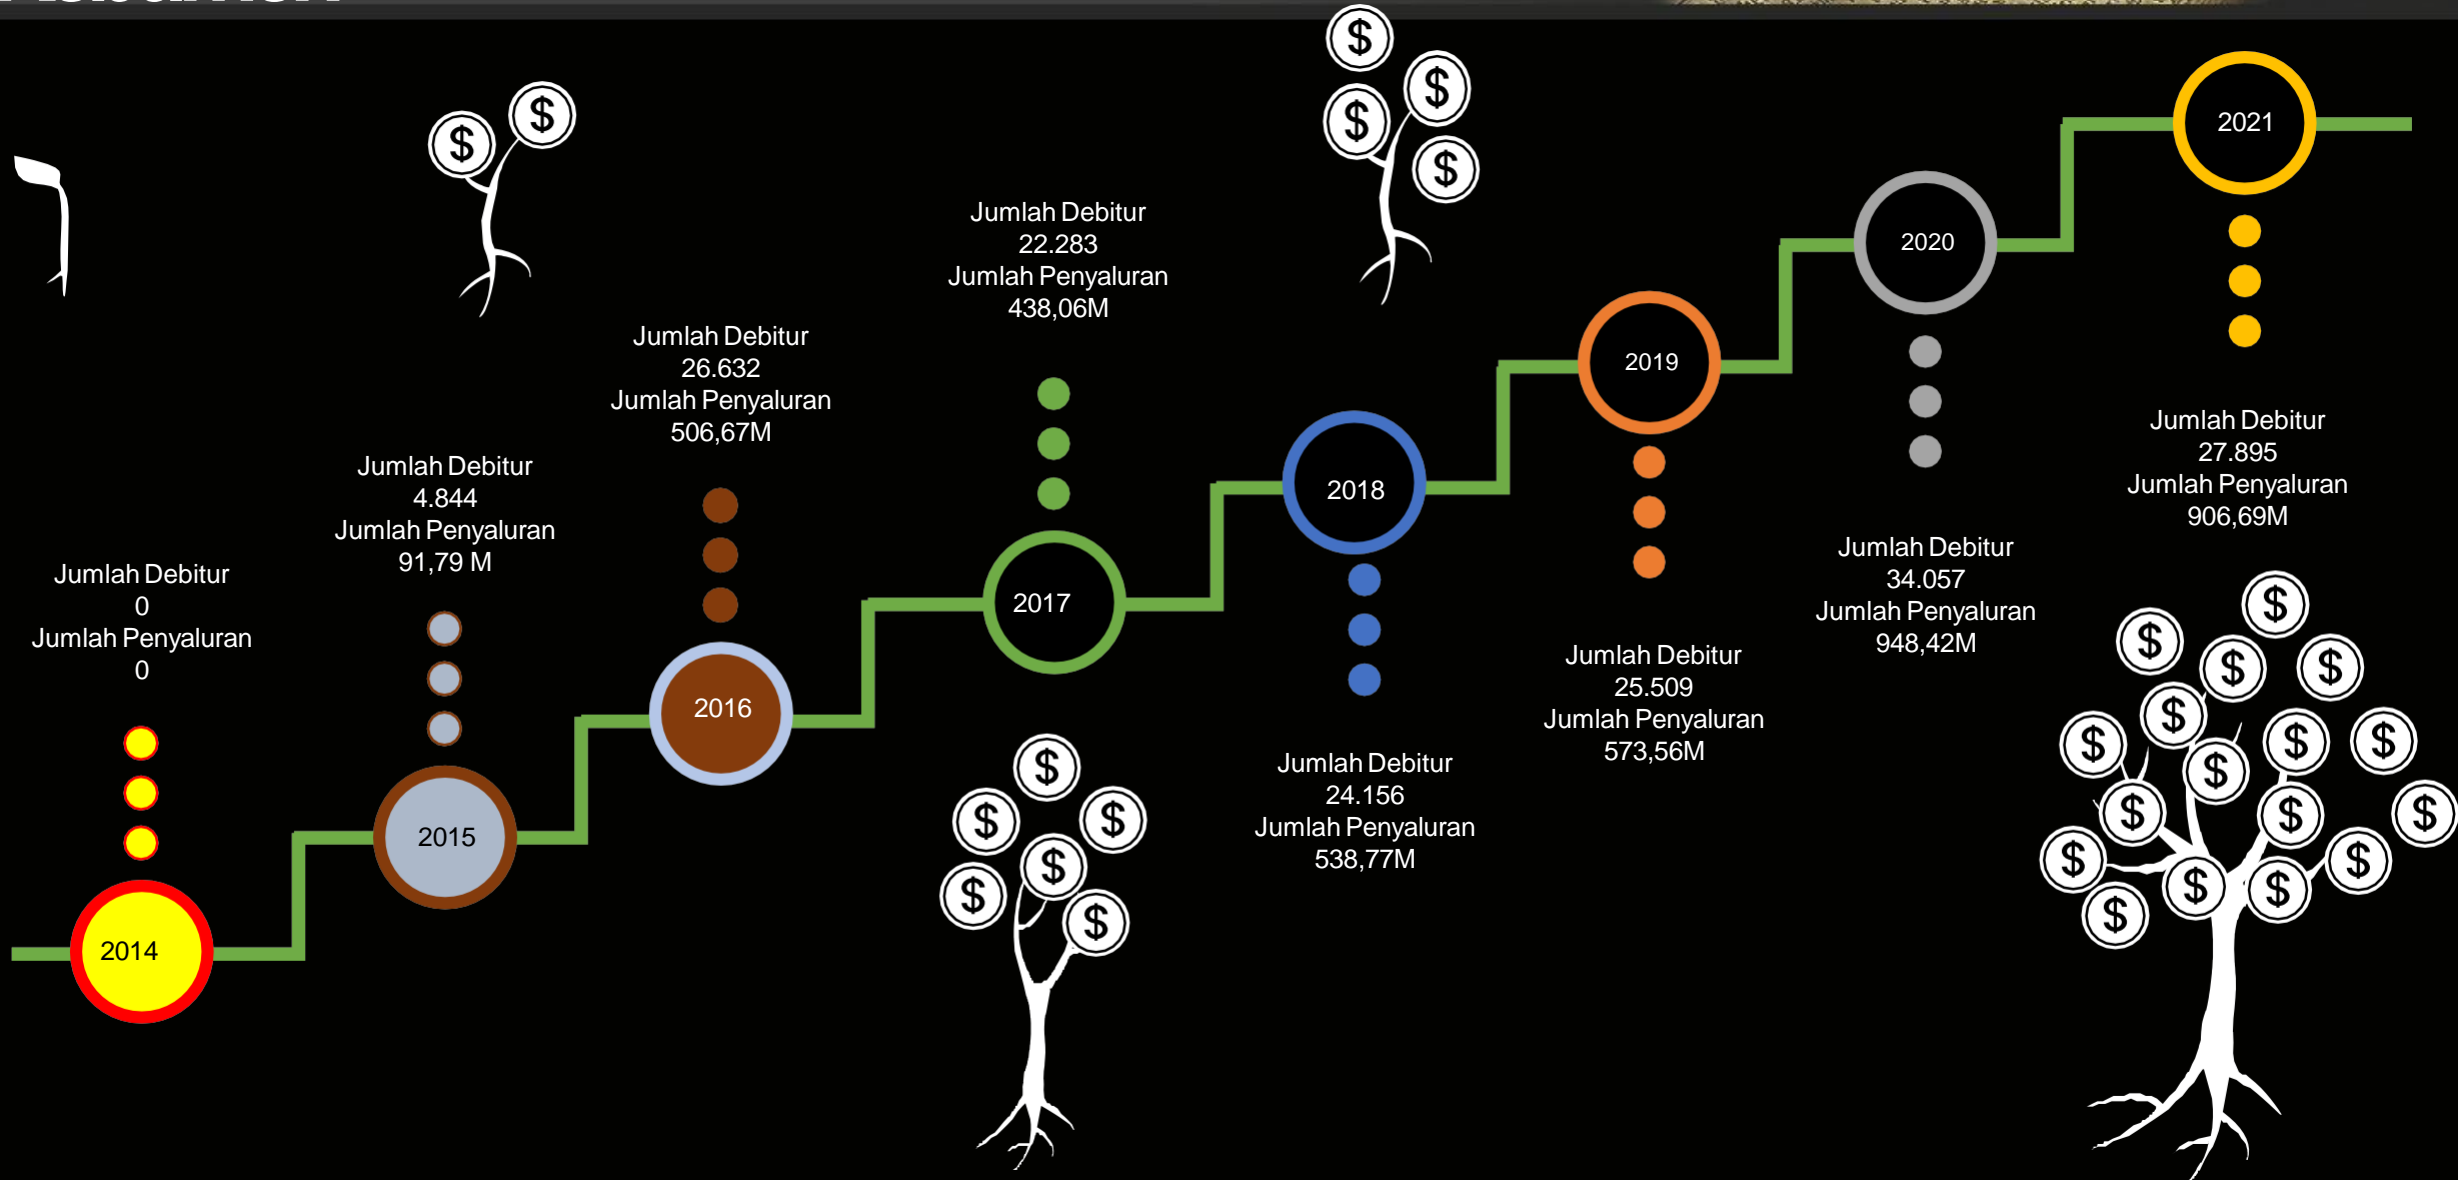 Jumlah Debitur
0
Jumlah Penyaluran
0
2014
Jumlah Debitur
4.844
Jumlah Penyaluran
91,79 M
2015
Jumlah Debitur
26.632
Jumlah Penyaluran
506,67M
2016
Jumlah Debitur
22.283
Jumlah Penyaluran
438,06M
2017
2018
Jumlah Debitur
24.156
Jumlah Penyaluran
538,77M
2019
Jumlah Debitur
25.509
Jumlah Penyaluran
573,56M
2020
Jumlah Debitur
34.057
Jumlah Penyaluran
948,42M
2021
Jumlah Debitur
27.895
Jumlah Penyaluran
906,69M